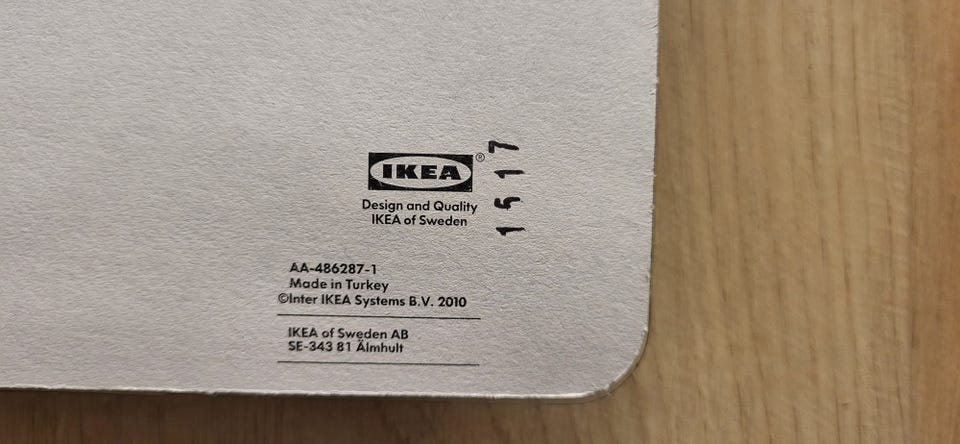 IKEA®
Design and Quality
IKEA of Sweden
1517
AA-486287-1
Made in Turkey
©Inter IKEA Systems B.V. 2010
IKEA of Sweden AB
SE-343 81 Älmhult